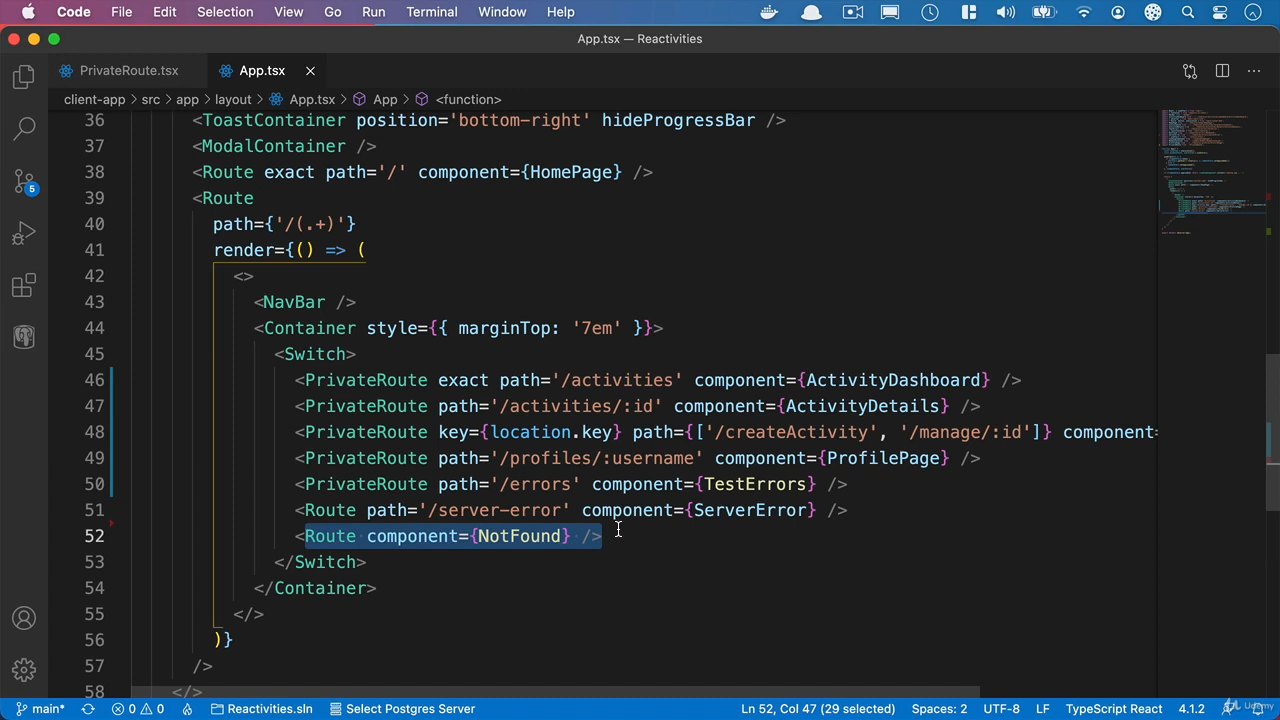 Code File Edit Selection View Go Run Terminal Window Help
App.tsx — Reactivities
PrivateRoute.tsx App.tsx
client-app > src > app > layout > App.tsx > App > <function>
36 <ToastContainer position='bottom-right' hideProgressBar />
37 <ModalContainer />
38 <Route exact path='/' component={HomePage} />
39 <Route
40 path={'/(.+)'}
41 render={() => (
42 <>
43 <NavBar />
44 <Container style={{ marginTop: '7em' }}>
45 <Switch>
46 <PrivateRoute exact path='/activities' component={ActivityDashboard} />
47 <PrivateRoute path='/activities/:id' component={ActivityDetails} />
48 <PrivateRoute key={location.key} path={['/createActivity', '/manage/:id']} component=
49 <PrivateRoute path='/profiles/:username' component={ProfilePage} />
50 <PrivateRoute path='/errors' component={TestErrors} />
51 <Route path='/server-error' component={ServerError} />
52 <Route component={NotFound} />
53 </Switch>
54 </Container>
55 </>
56 )}
57 />
58 </>
5
main* 0 0 Reactivities.sln Select Postgres Server Ln 52, Col 47 (29 selected) Spaces: 2 UTF-8 LF TypeScript React 4.1.2
Udemy